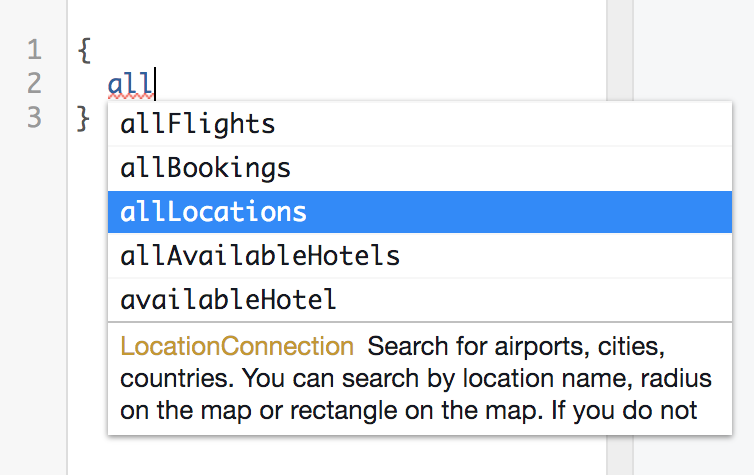 1 {
2 all
3 }
allFlights
allBookings
allLocations
allAvailableHotels
availableHotel
LocationConnection Search for airports, cities,
countries. You can search by location name, radius
on the map or rectangle on the map. If you do not